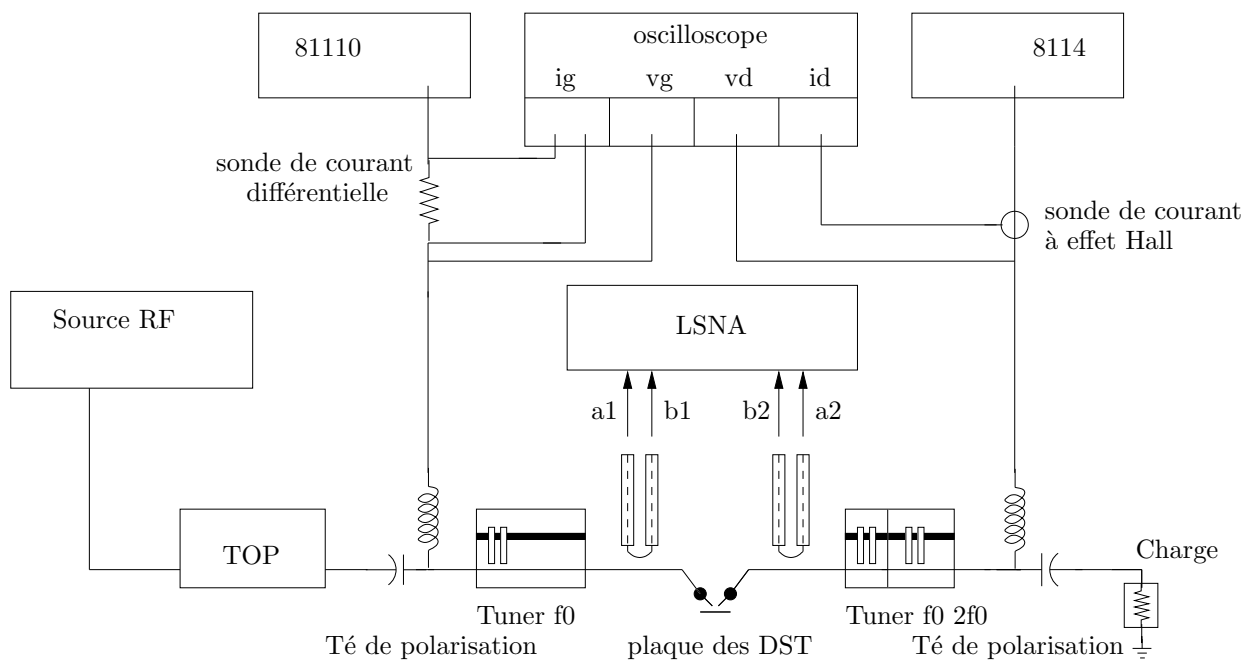 81110
oscilloscope
8114
ig
vg
vd
id
sonde de courant
différentielle
sonde de courant
à effet Hall
Source RF
LSNA
a1
b1
b2
a2
TOP
Charge
Tuner f0
Tuner f0 2f0
Té de polarisation
plaque des DST
Té de polarisation